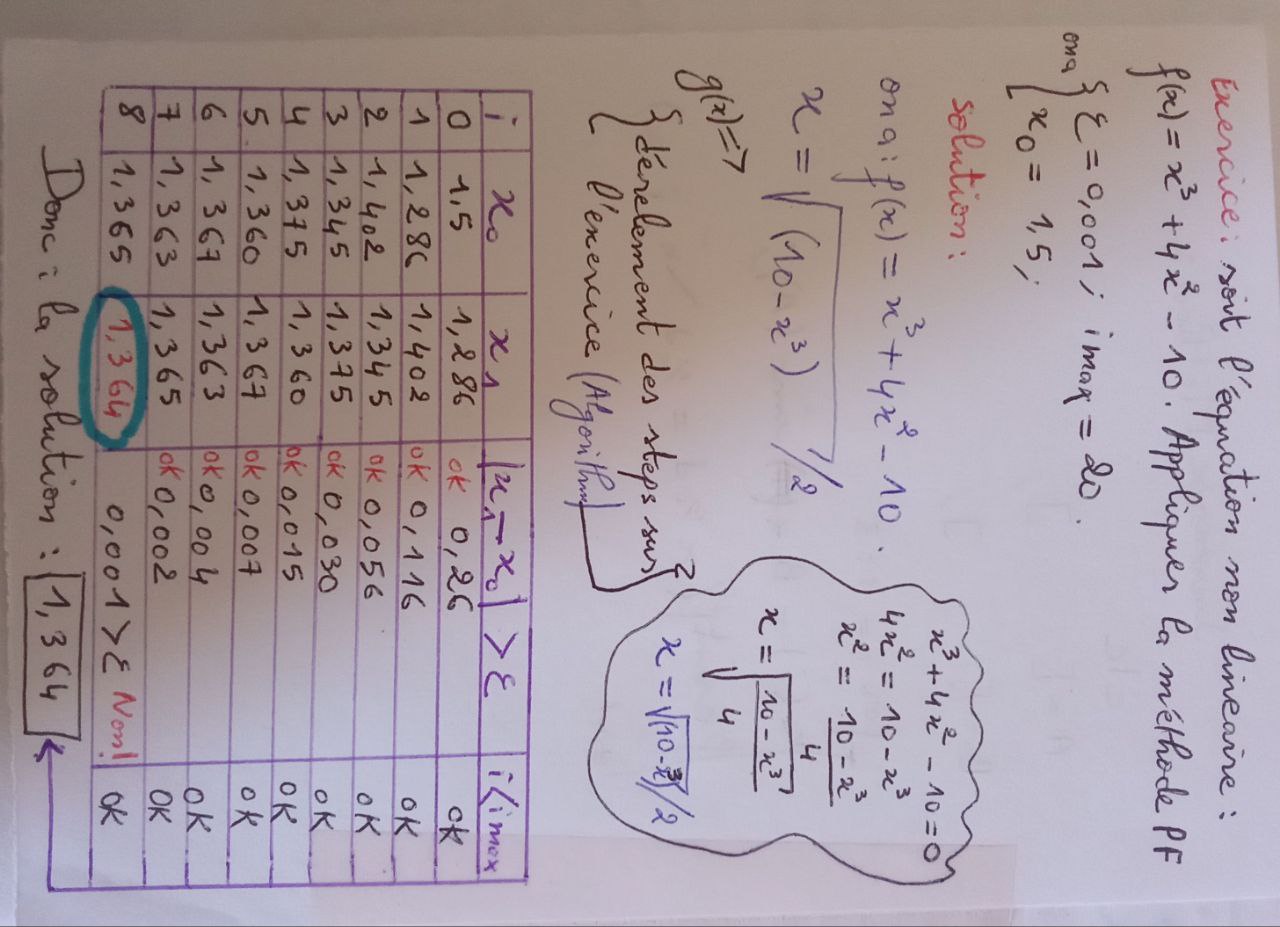 Exercice: soit l'équation non lineaire:
f(x) = x³ + 4x² - 10. Appliquer la méthode PF
ona { ε = 0,001; imax = 20.
x₀ = 1,5;
solution:
on a: f(x) = x³ + 4x² - 10.
x = √(10-x³)/2
g(x) =>
x³ + 4x² - 10 = 0
4x² = 10 - x³
x² = 10 - x³ / 4
x = √10 - x³ / 4
x = √(10-x³)/2
{ dérelement des steps sur
l'exercice (Algorithme)
i x₀ x₁ |x₁-x₀| > ε i<imax
0 1,5 1,286 ok 0,26 ok
1 1,286 1,402 ok 0,116 ok
2 1,402 1,345 ok 0,056 ok
3 1,345 1,375 ok 0,030 ok
4 1,375 1,360 ok 0,015 ok
5 1,360 1,367 ok 0,007 ok
6 1,367 1,363 ok 0,004 ok
7 1,363 1,365 ok 0,002 ok
8 1,365 1,364 0,001 > ε Non! ok
Donc: la solution: 1,364